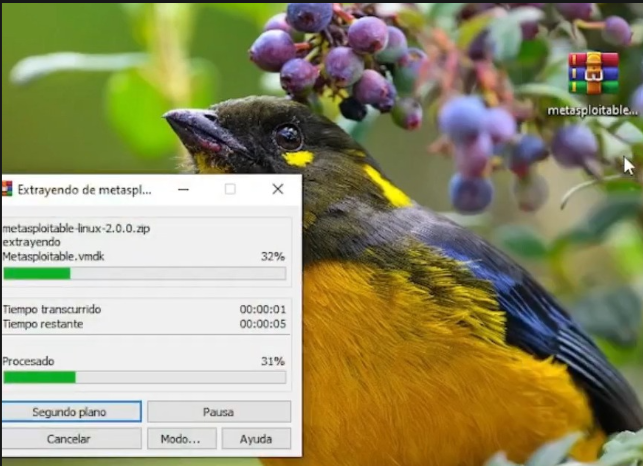 metasploitable...
Extrayendo de metaspl...
metasploitable-linux-2.0.0.zip
extrayendo
Metasploitable.vmdk 32%
Tiempo transcurrido 00:00:01
Tiempo restante 00:00:05
Procesado 31%
Segundo plano Pausa
Cancelar Modo... Ayuda